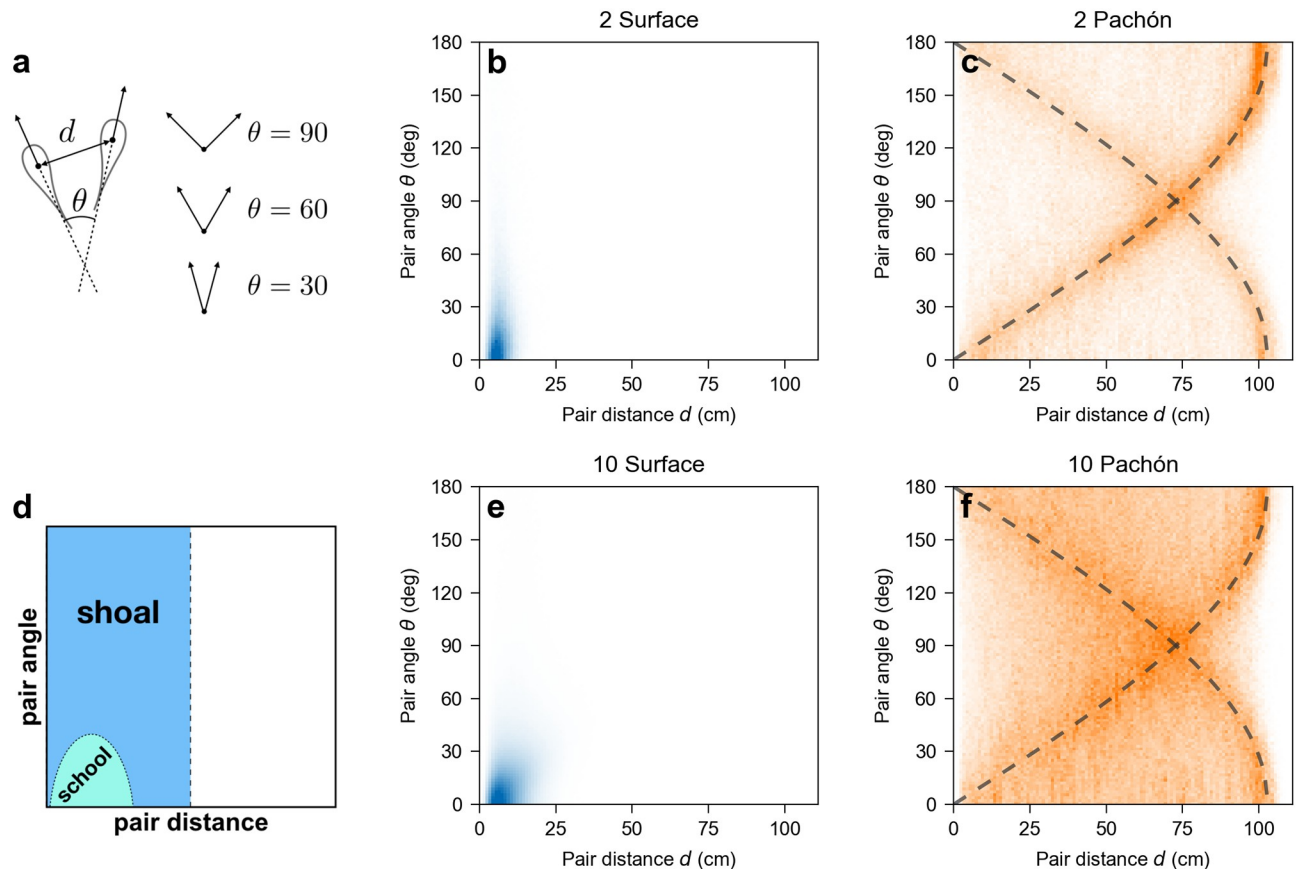 a
d
θ
θ = 90
θ = 60
θ = 30
2 Surface
b
180
150
120
90
60
30
0
Pair angle θ (deg)
0 25 50 75 100
Pair distance d (cm)
2 Pachón
c
180
150
120
90
60
30
0
Pair angle θ (deg)
0 25 50 75 100
Pair distance d (cm)
d
shoal
school
pair angle
pair distance
10 Surface
e
180
150
120
90
60
30
0
Pair angle θ (deg)
0 25 50 75 100
Pair distance d (cm)
10 Pachón
f
180
150
120
90
60
30
0
Pair angle θ (deg)
0 25 50 75 100
Pair distance d (cm)